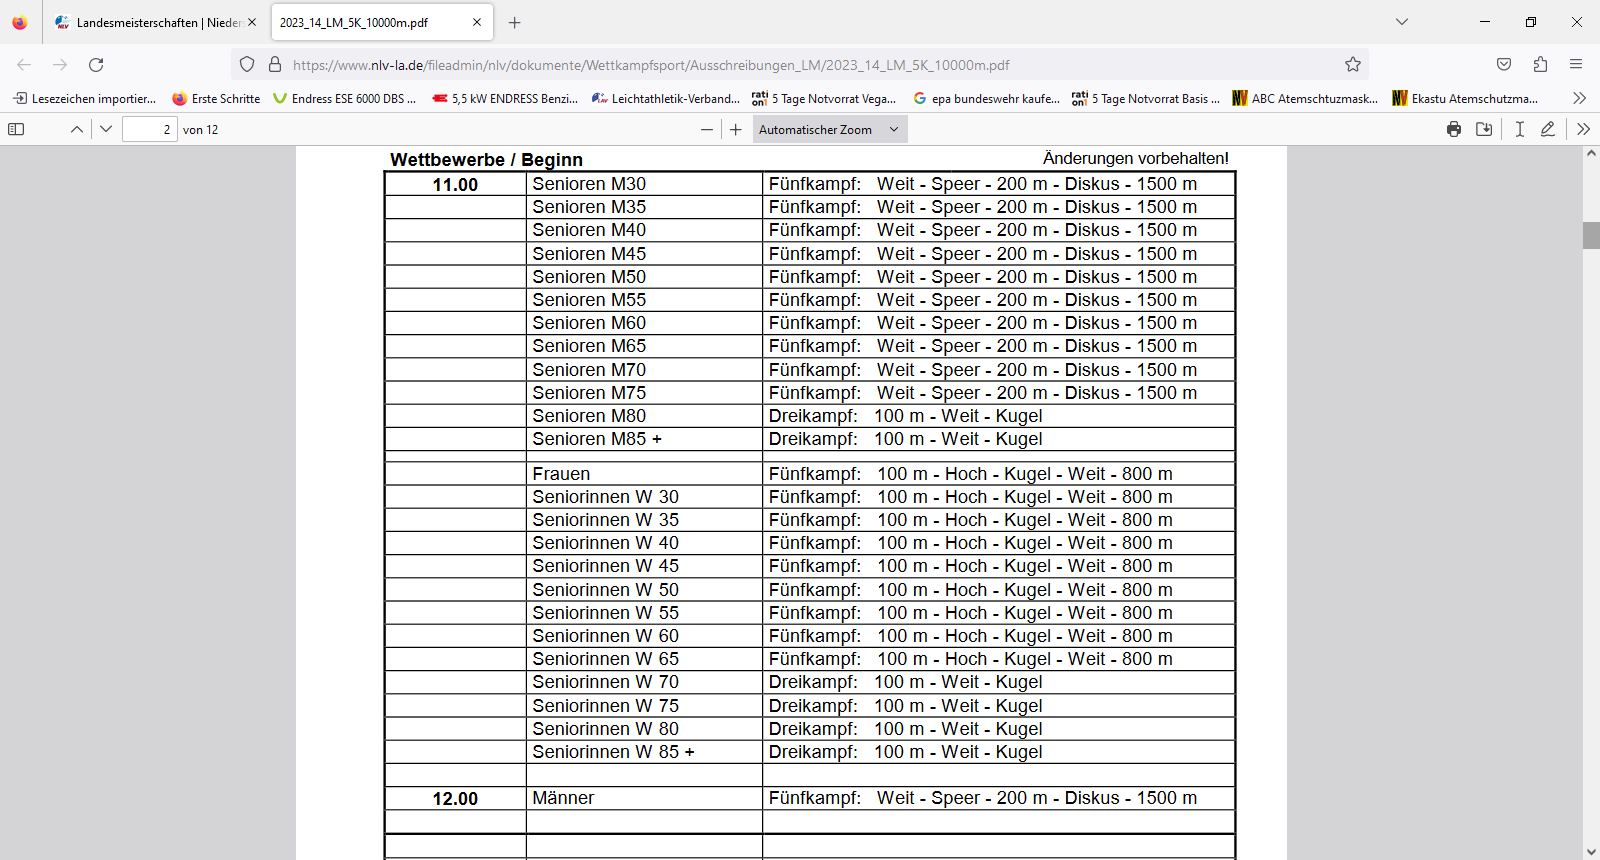 Landesmeisterschaften | Nieder
2023_14_LM_5K_10000m.pdf
https://www.nlv-la.de/fileadmin/nlv/dokumente/Wettkampfsport/Ausschreibungen_LM/2023_14_LM_5K_10000m.pdf
Lesezeichen importier... Erste Schritte Endress ESE 6000 DBS ... 5,5 kW ENDRESS Benzi... Leichtathletik-Verband... 5 Tage Notvorrat Vega... epa bundeswehr kaufe... 5 Tage Notvorrat Basis ... ABC Atemschtuzmask... Ekastu Atemschutzma...
2 von 12 Automatischer Zoom
Wettbewerbe / Beginn Änderungen vorbehalten!
11.00 Senioren M30 Fünfkampf: Weit - Speer - 200 m - Diskus - 1500 m
Senioren M35 Fünfkampf: Weit - Speer - 200 m - Diskus - 1500 m
Senioren M40 Fünfkampf: Weit - Speer - 200 m - Diskus - 1500 m
Senioren M45 Fünfkampf: Weit - Speer - 200 m - Diskus - 1500 m
Senioren M50 Fünfkampf: Weit - Speer - 200 m - Diskus - 1500 m
Senioren M55 Fünfkampf: Weit - Speer - 200 m - Diskus - 1500 m
Senioren M60 Fünfkampf: Weit - Speer - 200 m - Diskus - 1500 m
Senioren M65 Fünfkampf: Weit - Speer - 200 m - Diskus - 1500 m
Senioren M70 Fünfkampf: Weit - Speer - 200 m - Diskus - 1500 m
Senioren M75 Fünfkampf: Weit - Speer - 200 m - Diskus - 1500 m
Senioren M80 Dreikampf: 100 m - Weit - Kugel
Senioren M85 + Dreikampf: 100 m - Weit - Kugel
Frauen Fünfkampf: 100 m - Hoch - Kugel - Weit - 800 m
Seniorinnen W 30 Fünfkampf: 100 m - Hoch - Kugel - Weit - 800 m
Seniorinnen W 35 Fünfkampf: 100 m - Hoch - Kugel - Weit - 800 m
Seniorinnen W 40 Fünfkampf: 100 m - Hoch - Kugel - Weit - 800 m
Seniorinnen W 45 Fünfkampf: 100 m - Hoch - Kugel - Weit - 800 m
Seniorinnen W 50 Fünfkampf: 100 m - Hoch - Kugel - Weit - 800 m
Seniorinnen W 55 Fünfkampf: 100 m - Hoch - Kugel - Weit - 800 m
Seniorinnen W 60 Fünfkampf: 100 m - Hoch - Kugel - Weit - 800 m
Seniorinnen W 65 Fünfkampf: 100 m - Hoch - Kugel - Weit - 800 m
Seniorinnen W 70 Dreikampf: 100 m - Weit - Kugel
Seniorinnen W 75 Dreikampf: 100 m - Weit - Kugel
Seniorinnen W 80 Dreikampf: 100 m - Weit - Kugel
Seniorinnen W 85 + Dreikampf: 100 m - Weit - Kugel
12.00 Männer Fünfkampf: Weit - Speer - 200 m - Diskus - 1500 m